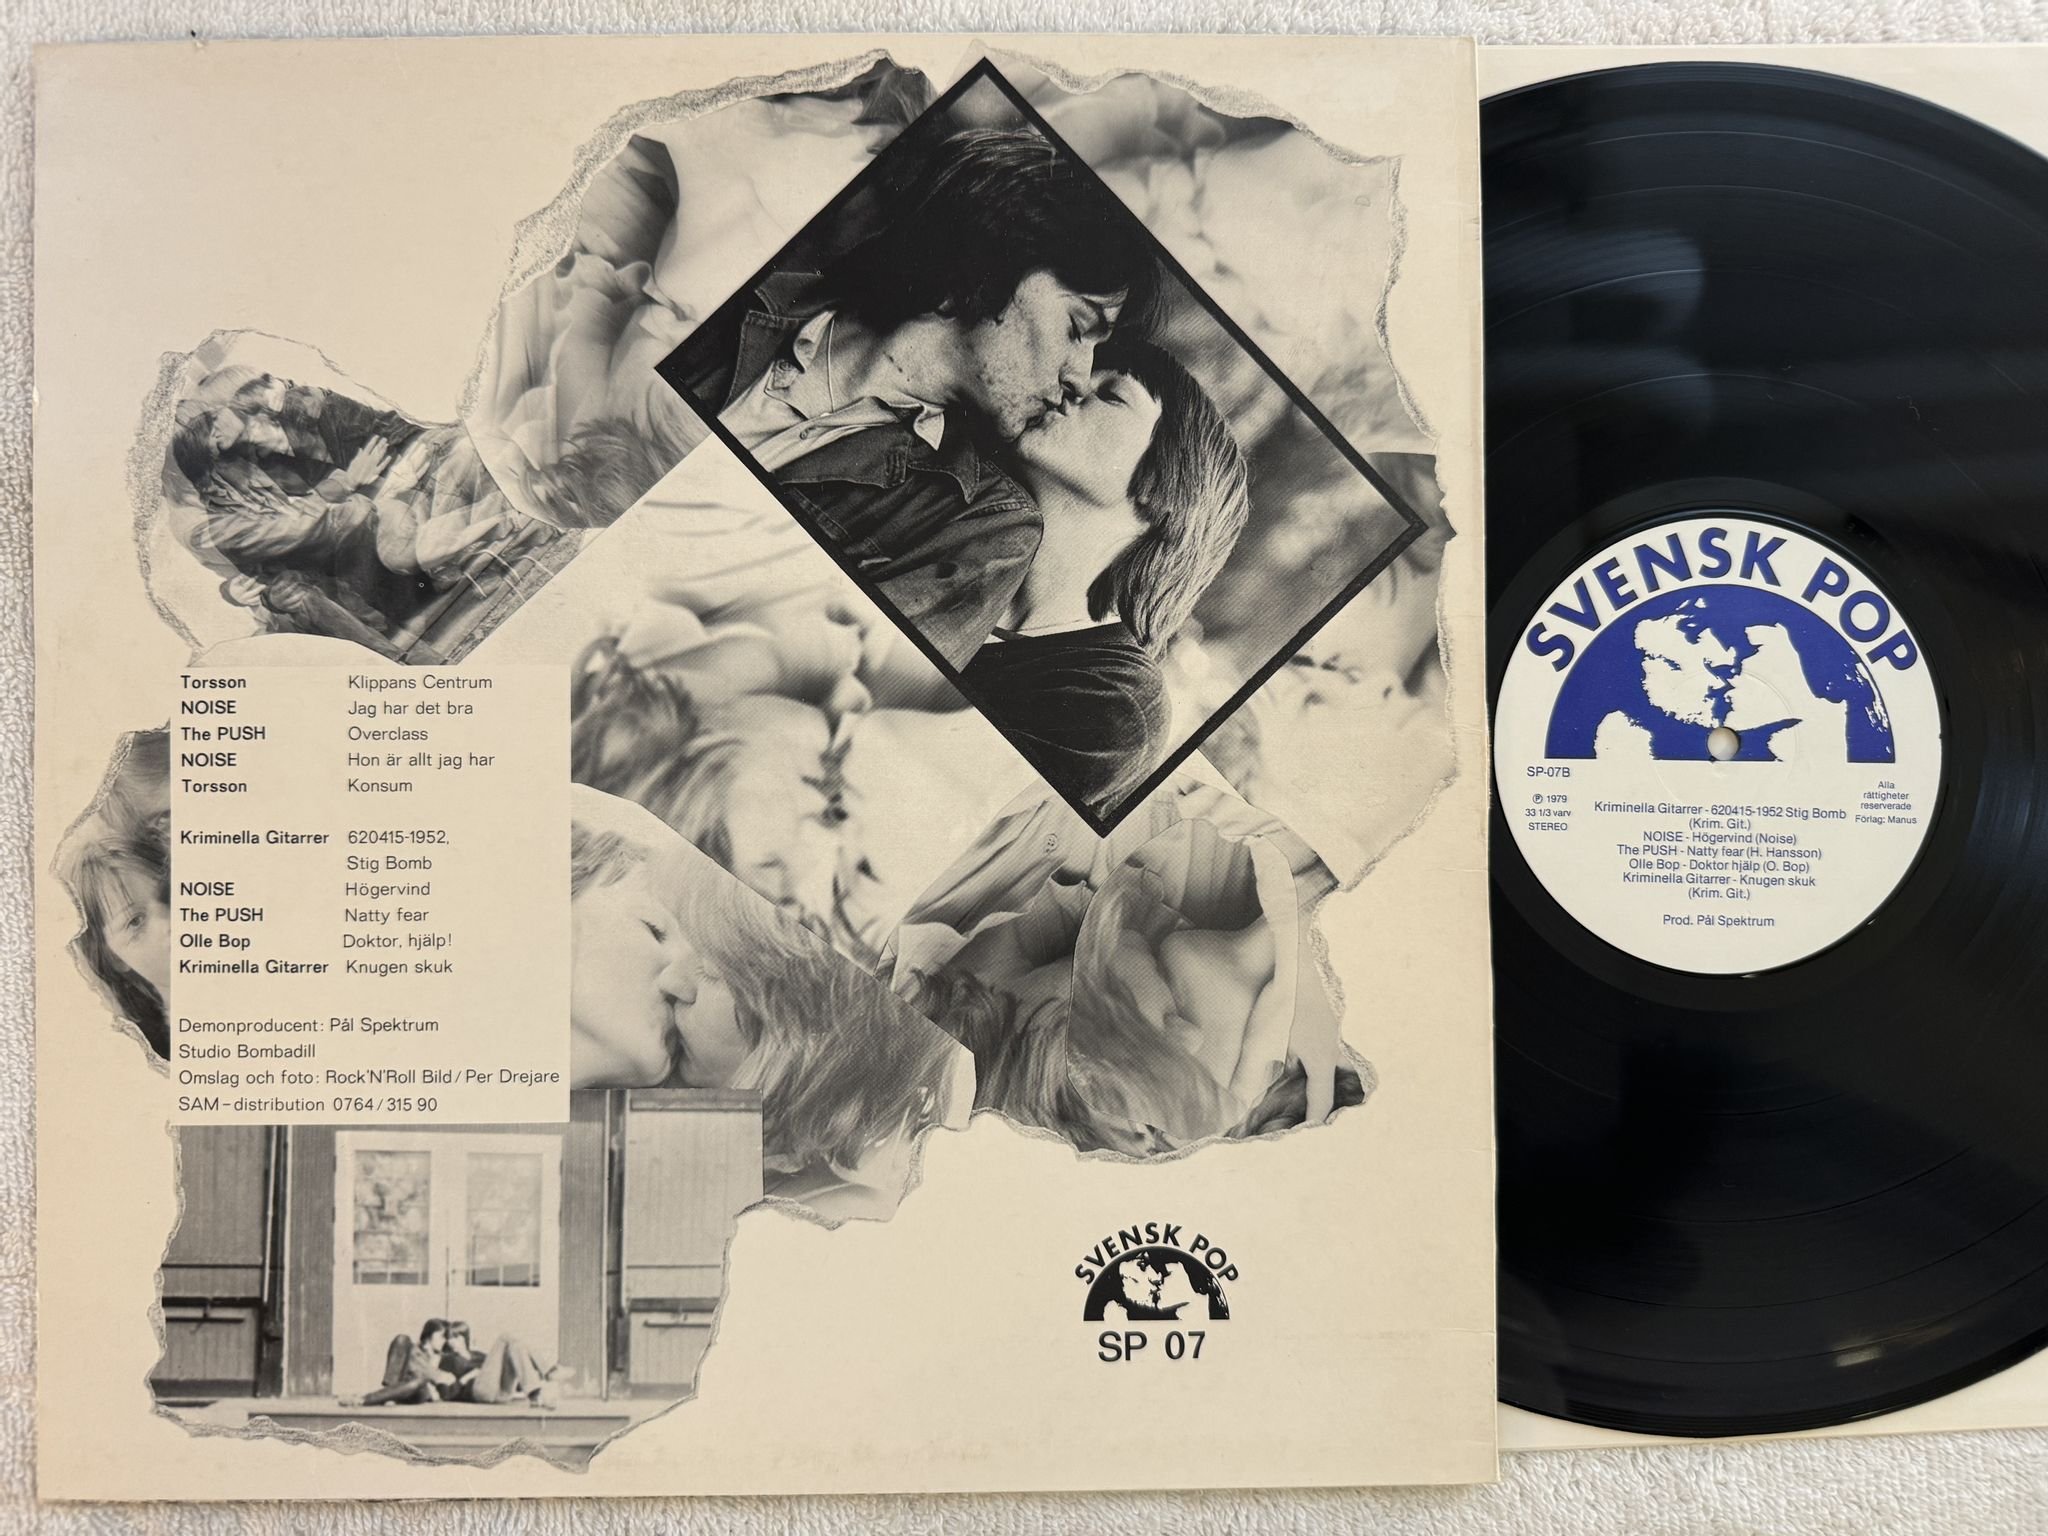 Torsson Klippans Centrum
NOISE Jag har det bra
The PUSH Overclass
NOISE Hon är allt jag har
Torsson Konsum
Kriminella Gitarrer 620415-1952,
Stig Bomb
NOISE Högervind
The PUSH Natty fear
Olle Bop Doktor, hjälp!
Kriminella Gitarrer Knugen skuk
Demonproducent: Pål Spektrum
Studio Bombadill
Omslag och foto: Rock'N'Roll Bild/Per Drejare
SAM-distribution 0764/315 90
SVENSK POP
SP 07
SVENSK POP
SP-07B
℗ 1979
33 1/3 varv
STEREO
Alla
rättigheter
reserverade
Förlag: Manus
Kriminella Gitarrer - 620415-1952 Stig Bomb
(Krim. Git.)
NOISE - Högervind (Noise)
The PUSH - Natty fear (H. Hansson)
Olle Bop - Doktor hjälp (O. Bop)
Kriminella Gitarrer - Knugen skuk
(Krim. Git.)
Prod. Pål Spektrum